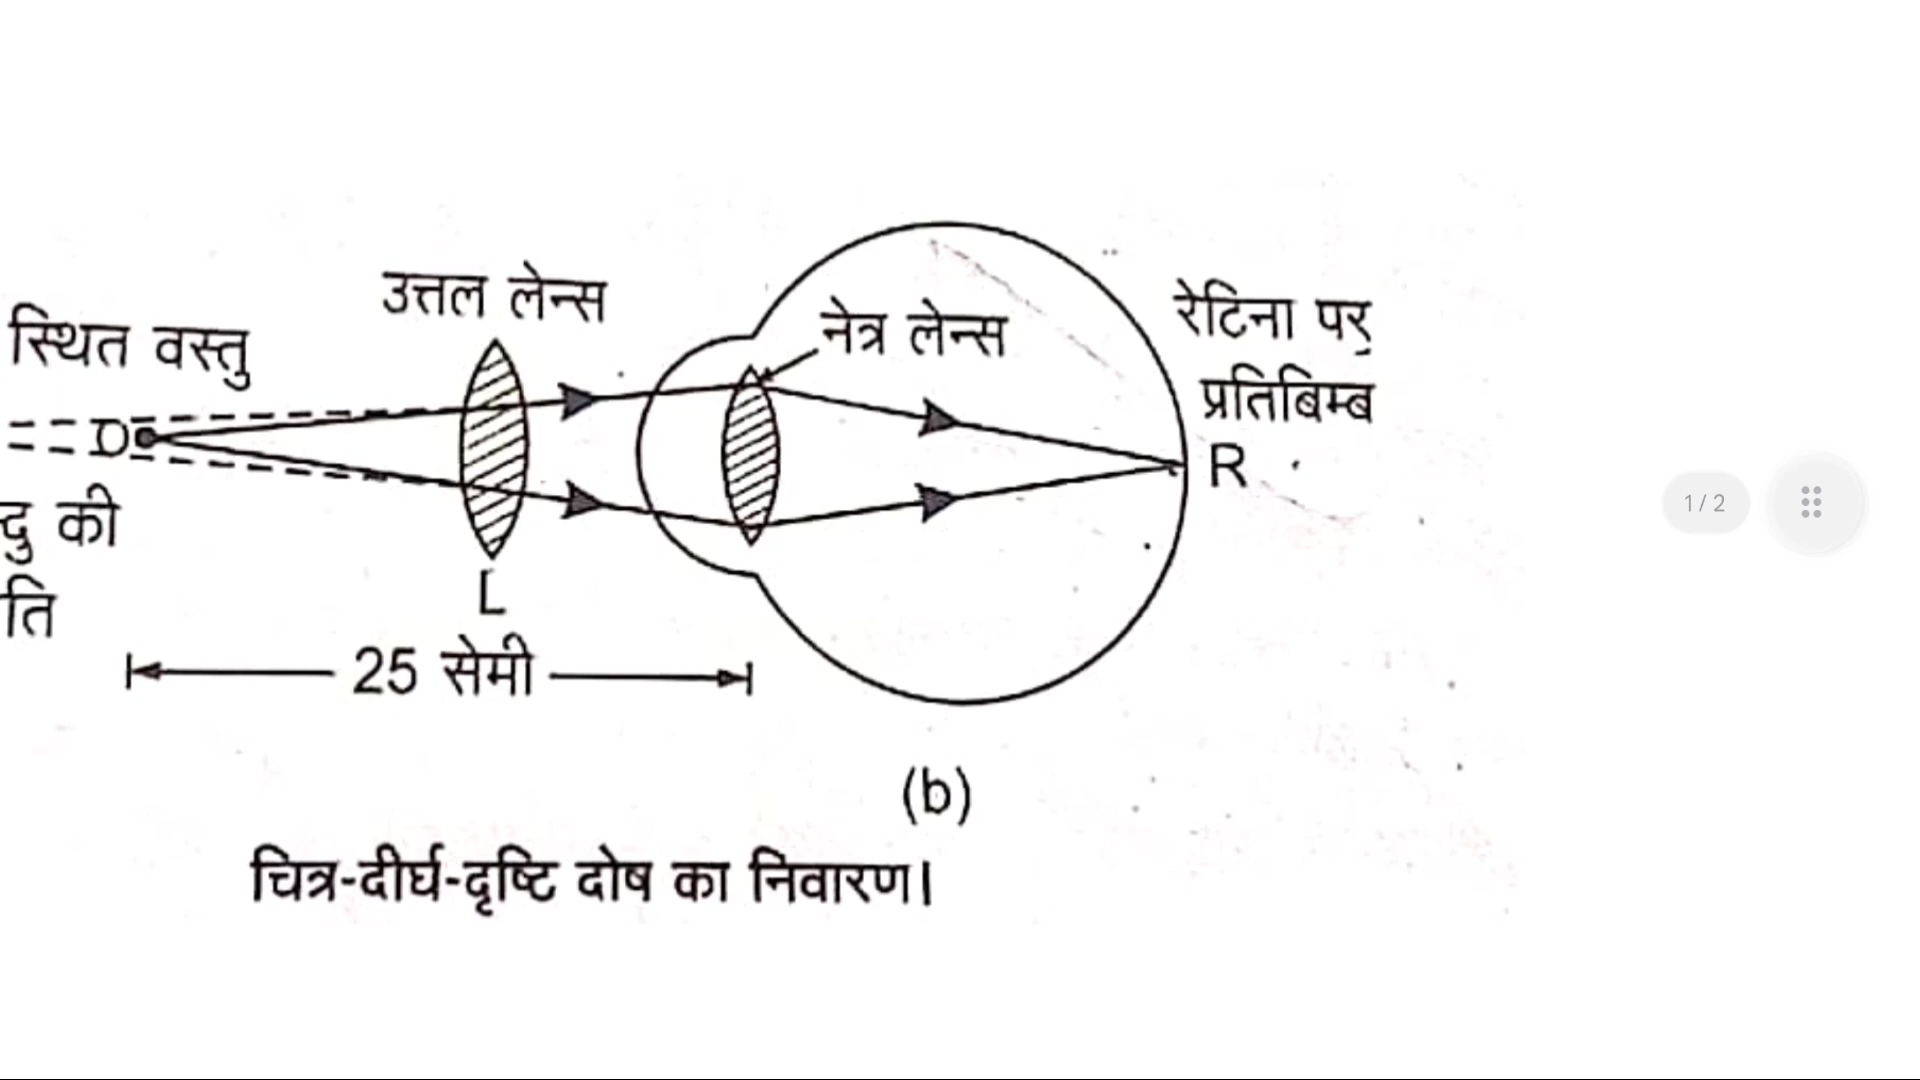 उत्तल लेन्स
स्थित वस्तु
नेत्र लेन्स
रेटिना पर
प्रतिबिम्ब
R
D
दु की
ति
L
25 सेमी
(b)
चित्र-दीर्घ-दृष्टि दोष का निवारण।
1/2